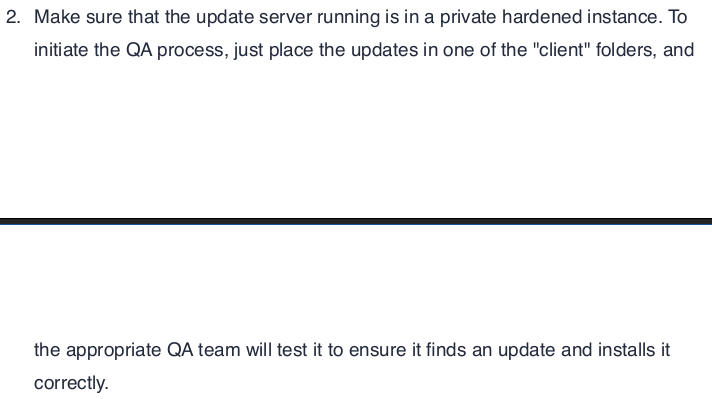 2. Make sure that the update server running is in a private hardened instance. To
initiate the QA process, just place the updates in one of the "client" folders, and
the appropriate QA team will test it to ensure it finds an update and installs it
correctly.